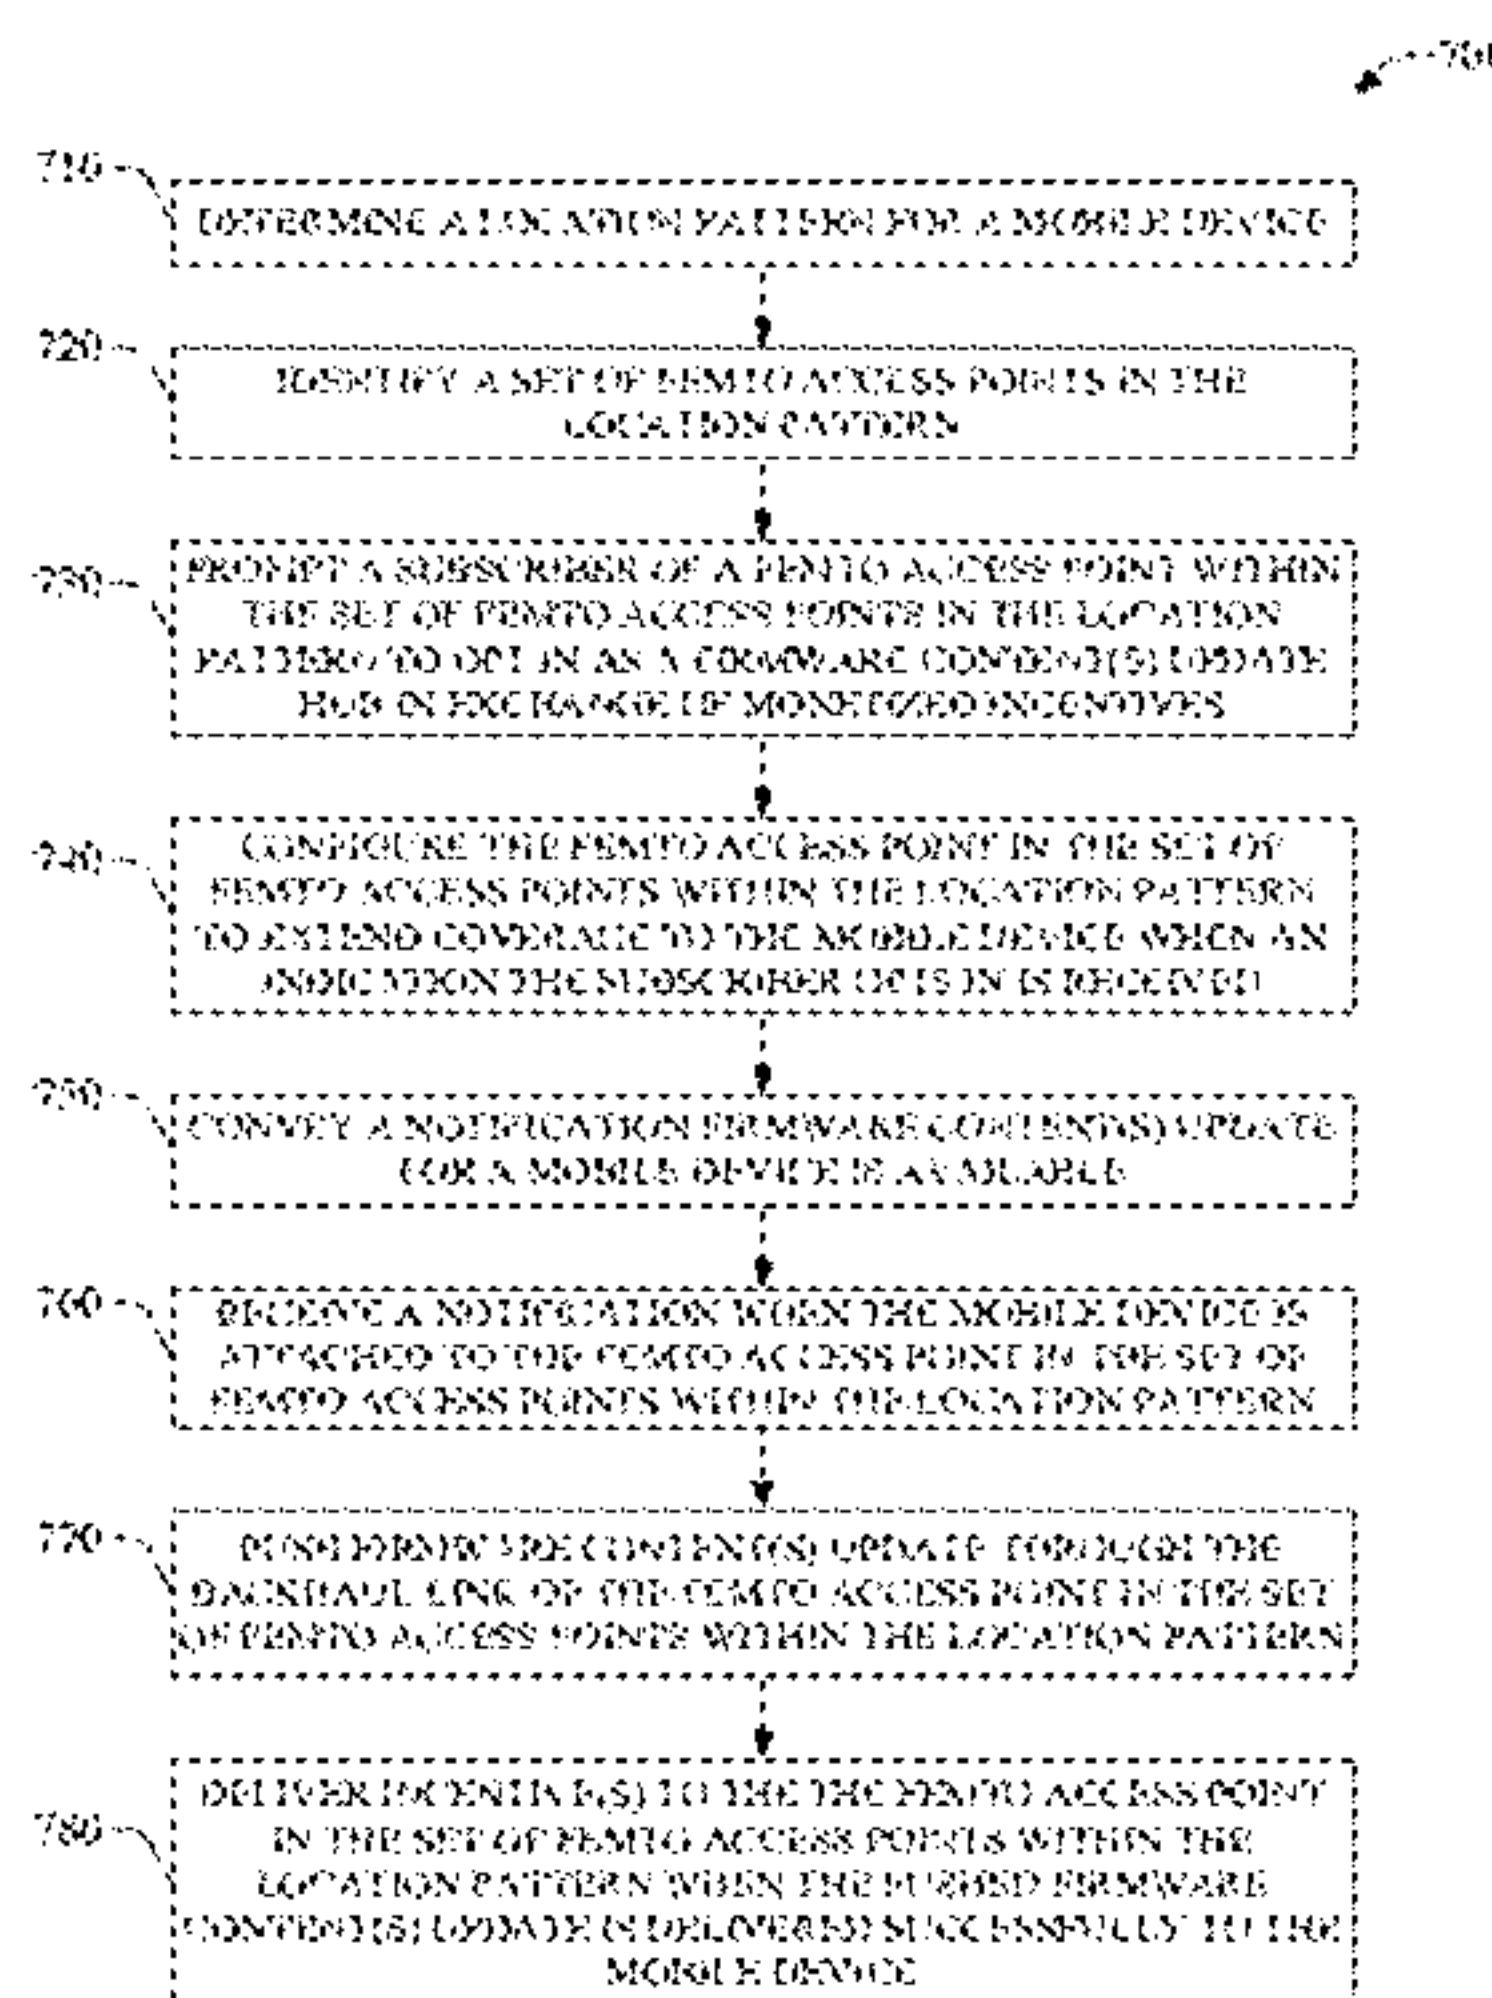 710
DETERMINE A LOCATION PATTERN FOR A MOBILE DEVICE
720
IDENTIFY A SET OF FEMTO ACCESS POINTS IN THE
LOCATION PATTERN
730
PROMPT A SUBSCRIBER OF A FEMTO ACCESS POINT WITHIN
THE SET OF FEMTO ACCESS POINTS IN THE LOCATION
PATTERN TO OPT IN AS A FIRMWARE CONTENT(S) UPDATE
HUB IN EXCHANGE OF MONETIZED INCENTIVES
740
CONFIGURE THE FEMTO ACCESS POINT IN THE SET OF
FEMTO ACCESS POINTS WITHIN THE LOCATION PATTERN
TO EXTEND COVERAGE TO THE MOBILE DEVICE WHEN AN
INDICATION THE SUBSCRIBER OPTS IN IS RECEIVED
750
CONVEY A NOTIFICATION FIRMWARE CONTENT(S) UPDATE
FOR A MOBILE DEVICE IS AVAILABLE
760
RECEIVE A NOTIFICATION WHEN THE MOBILE DEVICE IS
ATTACHED TO THE FEMTO ACCESS POINT IN THE SET OF
FEMTO ACCESS POINTS WITHIN THE LOCATION PATTERN
770
PUSH FIRMWARE CONTENT(S) UPDATE THROUGH THE
BACKHAUL LINK OF THE FEMTO ACCESS POINT IN THE SET
OF FEMTO ACCESS POINTS WITHIN THE LOCATION PATTERN
780
DELIVER INCENTIVE(S) TO THE THE FEMTO ACCESS POINT
IN THE SET OF FEMTO ACCESS POINTS WITHIN THE
LOCATION PATTERN WHEN THE PUSHED FIRMWARE
CONTENT(S) UPDATE IS DELIVERED SUCCESSFULLY TO THE
MOBILE DEVICE